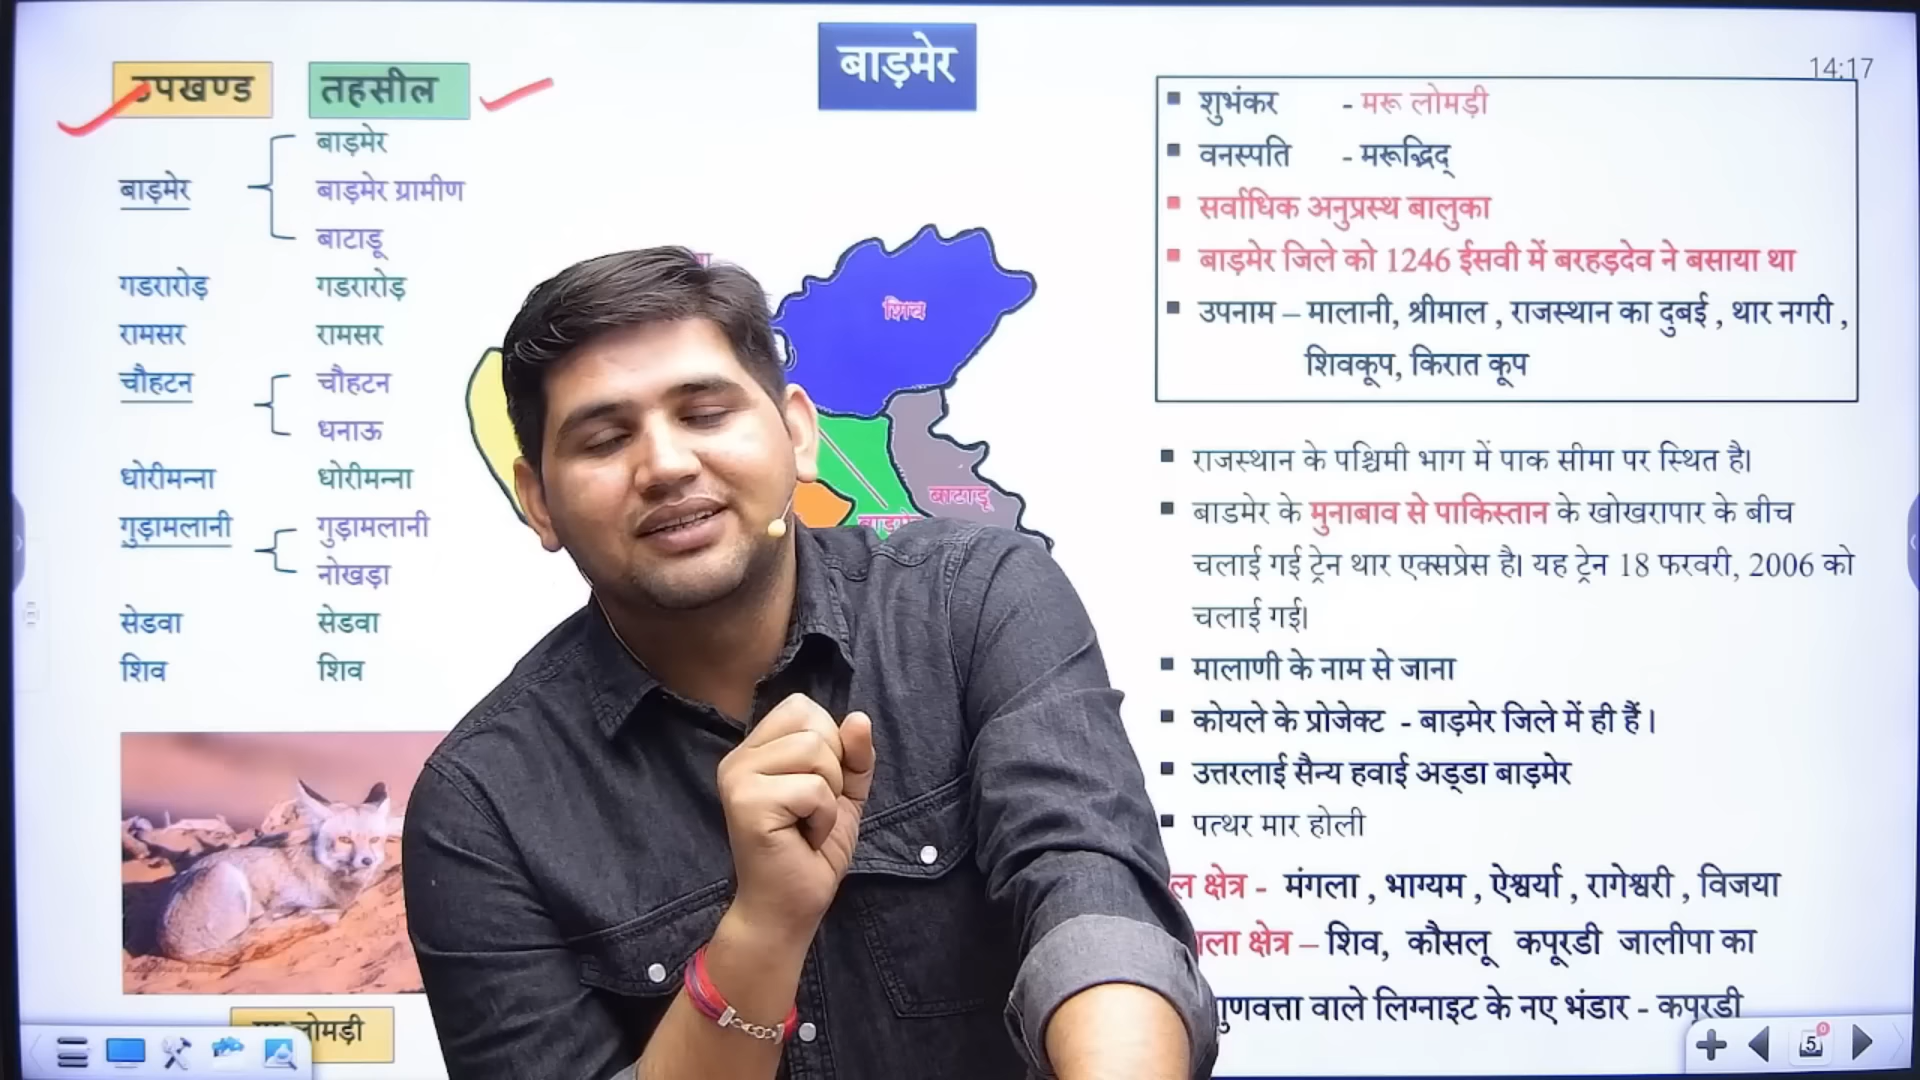 बाड़मेर
14:17
उपखण्ड तहसील
बाड़मेर
बाड़मेर
बाड़मेर ग्रामीण
बाटाडू
गडरारोड़ गडरारोड़
रामसर रामसर
चौहटन चौहटन
धनाऊ
धोरीमन्ना धोरीमन्ना
गुड़ामलानी गुड़ामलानी
नोखड़ा
सेडवा सेडवा
शिव शिव
लोमड़ी
शिव
बाटाडू
▪ शुभंकर - मरू लोमड़ी
▪ वनस्पति - मरूद्भिद्
▪ सर्वाधिक अनुप्रस्थ बालुका
▪ बाड़मेर जिले को 1246 ईसवी में बरहड़देव ने बसाया था
▪ उपनाम – मालानी, श्रीमाल , राजस्थान का दुबई , थार नगरी ,
शिवकूप, किरात कूप
▪ राजस्थान के पश्चिमी भाग में पाक सीमा पर स्थित है।
▪ बाडमेर के मुनाबाव से पाकिस्तान के खोखरापार के बीच
चलाई गई ट्रेन थार एक्सप्रेस है। यह ट्रेन 18 फरवरी, 2006 को
चलाई गई।
▪ मालाणी के नाम से जाना
▪ कोयले के प्रोजेक्ट - बाड़मेर जिले में ही हैं।
▪ उत्तरलाई सैन्य हवाई अड्डा बाड़मेर
▪ पत्थर मार होली
क्षेत्र - मंगला , भाग्यम , ऐश्वर्या , रागेश्वरी , विजया
क्षेत्र – शिव, कौसलू कपूरडी जालीपा का
वाले लिग्नाइट के नए भंडार - कपूरडी
5